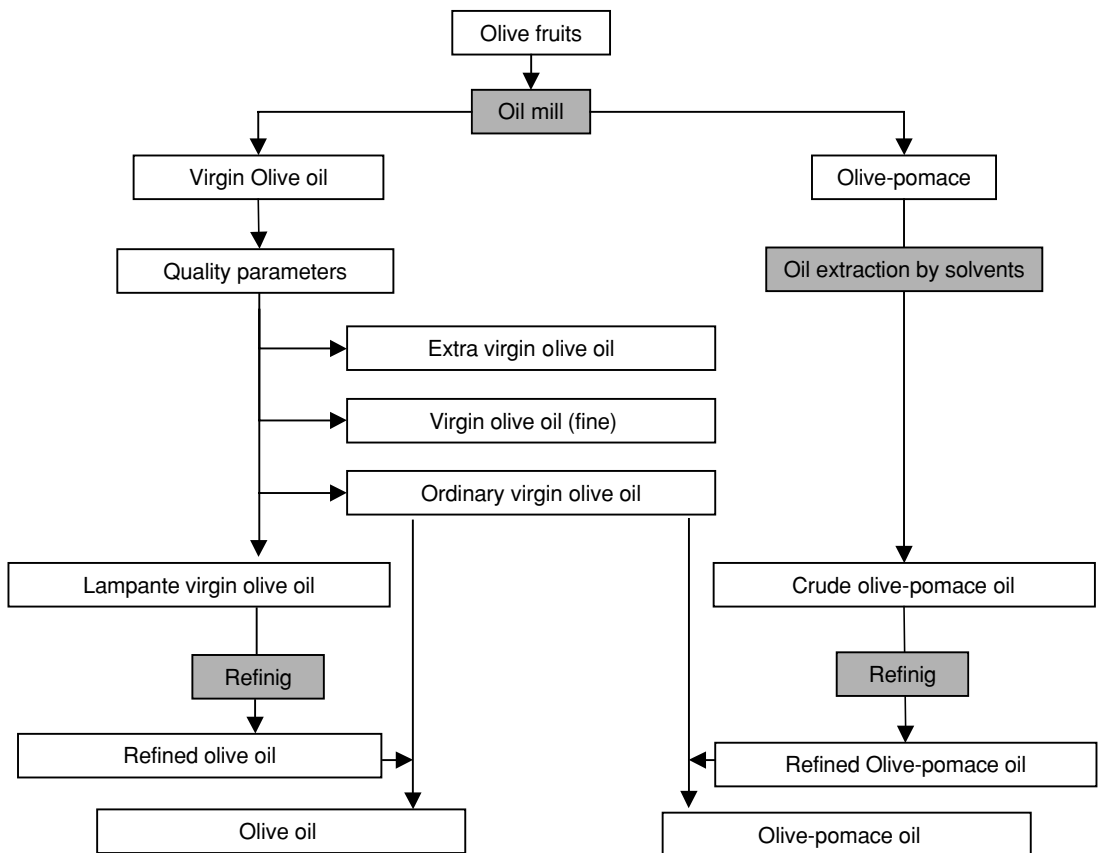 Olive fruits
Oil mill
Virgin Olive oil
Olive-pomace
Quality parameters
Oil extraction by solvents
Extra virgin olive oil
Virgin olive oil (fine)
Ordinary virgin olive oil
Lampante virgin olive oil
Crude olive-pomace oil
Refinig
Refinig
Refined olive oil
Refined Olive-pomace oil
Olive oil
Olive-pomace oil